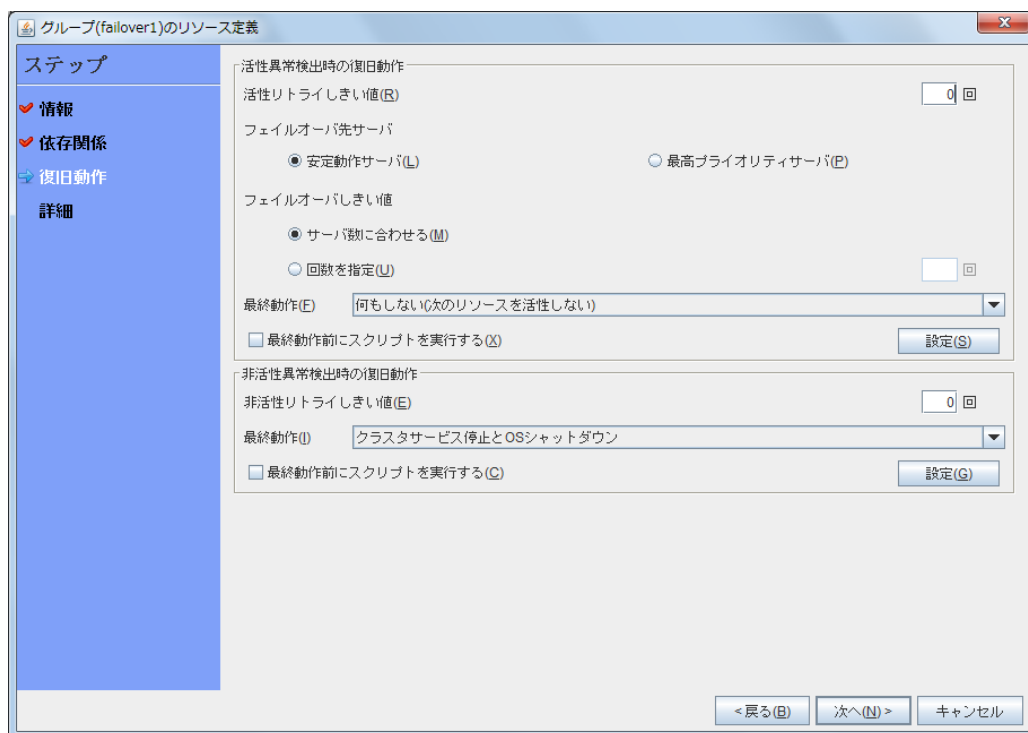 グループ(failover1)のリソース定義
ステップ
情報
依存関係
復旧動作
詳細
活性異常検出時の復旧動作
活性リトライしきい値(R) 0 回
フェイルオーバ先サーバ
安定動作サーバ(L) 最高プライオリティサーバ(P)
フェイルオーバしきい値
サーバ数に合わせる(M)
回数を指定(U) 回
最終動作(F) 何もしない(次のリソースを活性しない)
最終動作前にスクリプトを実行する(X) 設定(S)
非活性異常検出時の復旧動作
非活性リトライしきい値(E) 0 回
最終動作(I) クラスタサービス停止とOSシャットダウン
最終動作前にスクリプトを実行する(C) 設定(G)
<戻る(B) 次へ(N)> キャンセル